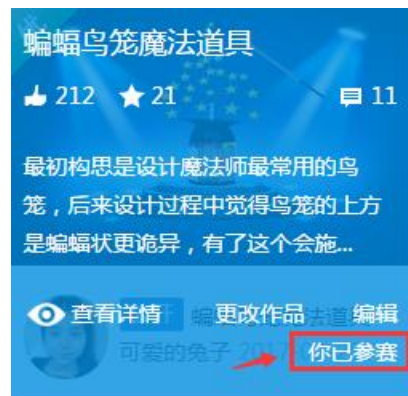 蝙蝠鸟笼魔法道具
212 21 11
最初构思是设计魔法师最常用的鸟
笼，后来设计过程中觉得鸟笼的上方
是蝙蝠状更诡异，有了这个会施...
查看详情 更改作品 编辑
可爱的兔子 你已参赛